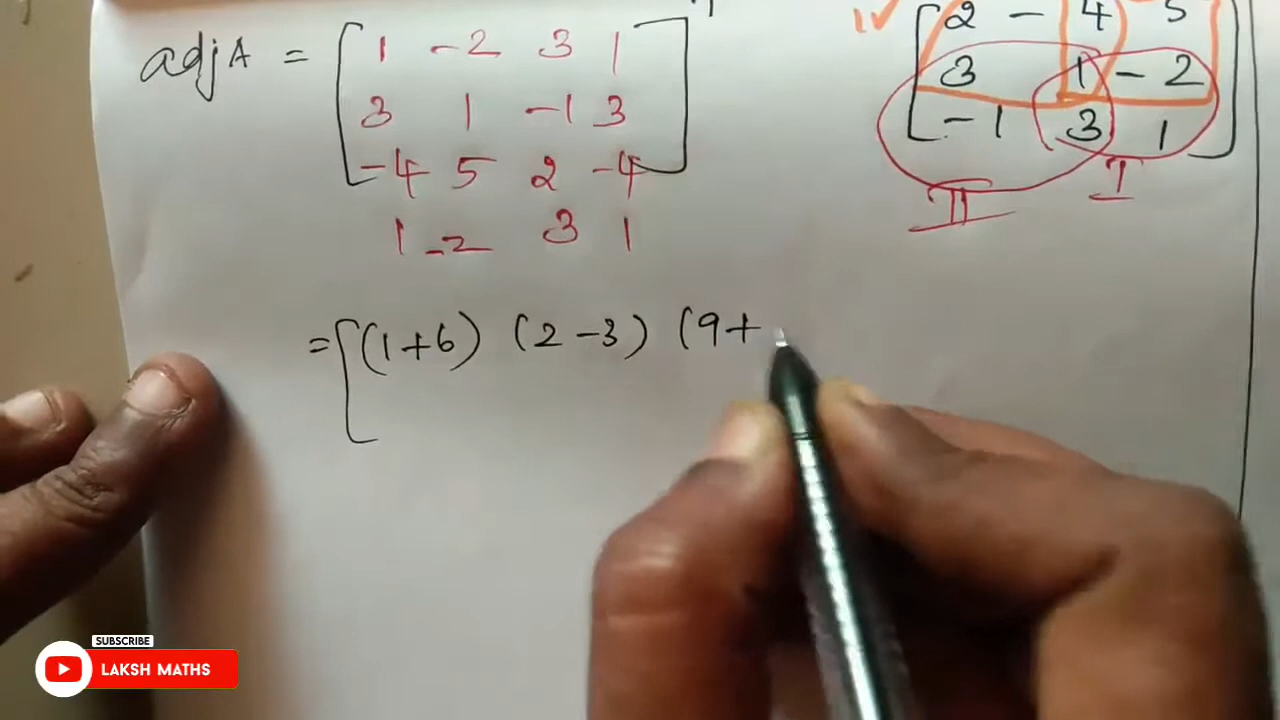 2 - 4 5
3 1 - 2
- 1 3 1
IV
II I
adj A = [ 1 -2 3 1
3 1 -1 3
-4 5 2 -4 ]
1 -2 3 1
= [ (1+6) (2-3) (9+
SUBSCRIBE
LAKSH MATHS